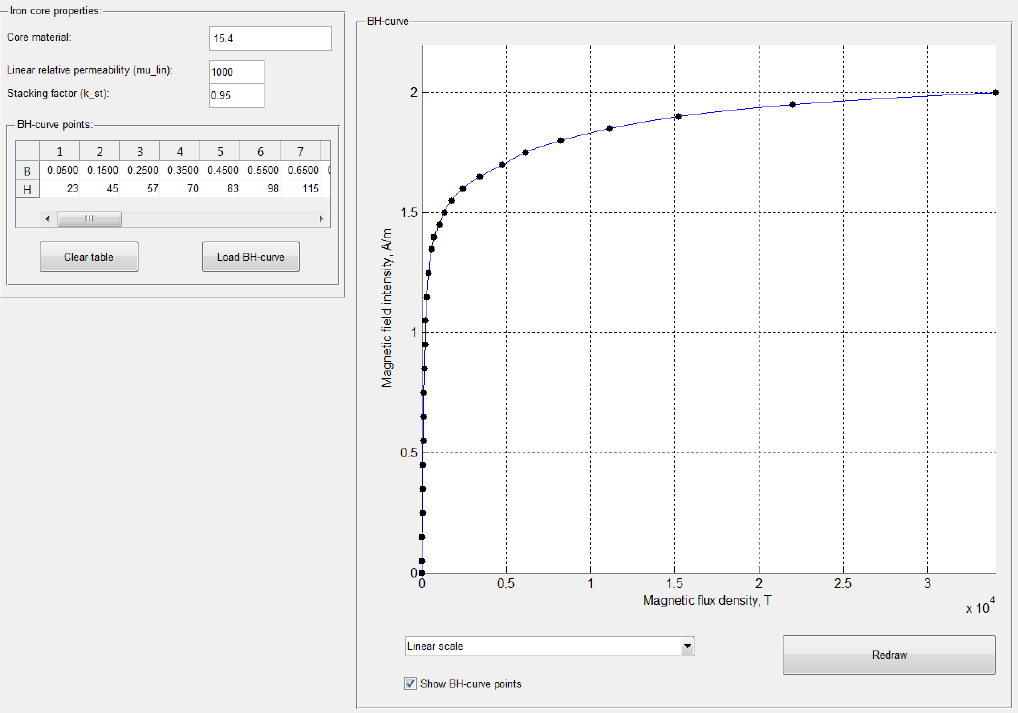 Iron core properties:
Core material:
15.4
Linear relative permeability (mu_lin):
1000
Stacking factor (k_st):
0.95
BH-curve points:
1 2 3 4 5 6 7
B 0.0500 0.1500 0.2500 0.3500 0.4500 0.5500 0.6500
H 23 45 57 70 83 98 115
Clear table
Load BH-curve
BH-curve
2
1.5
1
0.5
0
Magnetic field intensity, A/m
0 0.5 1 1.5 2 2.5 3
Magnetic flux density, T
x 10^4
Linear scale
Redraw
Show BH-curve points